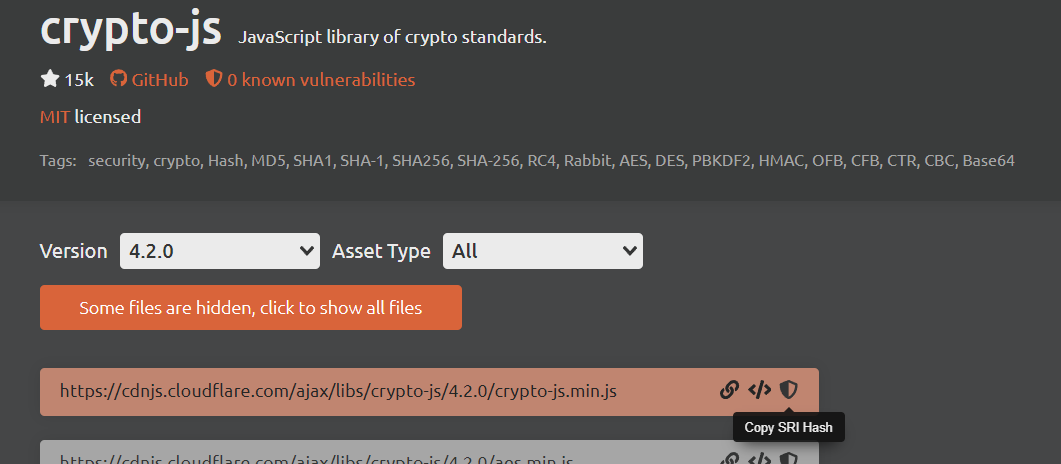 crypto-js JavaScript library of crypto standards.
15k GitHub 0 known vulnerabilities
MIT licensed
Tags: security, crypto, Hash, MD5, SHA1, SHA-1, SHA256, SHA-256, RC4, Rabbit, AES, DES, PBKDF2, HMAC, OFB, CFB, CTR, CBC, Base64
Version 4.2.0 Asset Type All
Some files are hidden, click to show all files
https://cdnjs.cloudflare.com/ajax/libs/crypto-js/4.2.0/crypto-js.min.js
Copy SRI Hash
https://cdnjs.cloudflare.com/ajax/libs/crypto-js/4.2.0/aes.min.js